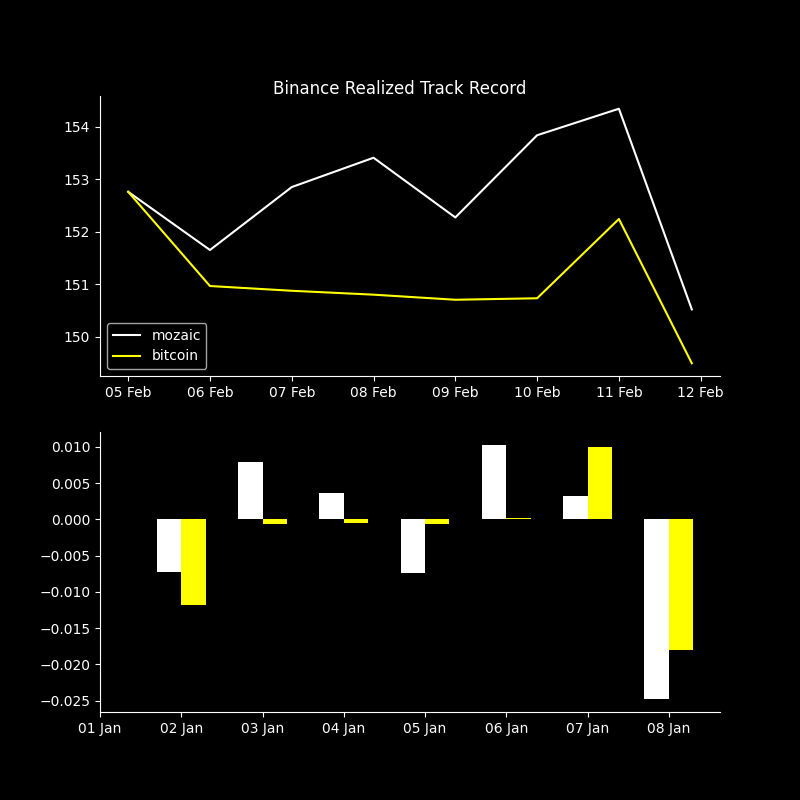 Binance Realized Track Record
154
153
152
151
150
mozaic
bitcoin
05 Feb 06 Feb 07 Feb 08 Feb 09 Feb 10 Feb 11 Feb 12 Feb
0.010
0.005
0.000
−0.005
−0.010
−0.015
−0.020
−0.025
01 Jan 02 Jan 03 Jan 04 Jan 05 Jan 06 Jan 07 Jan 08 Jan